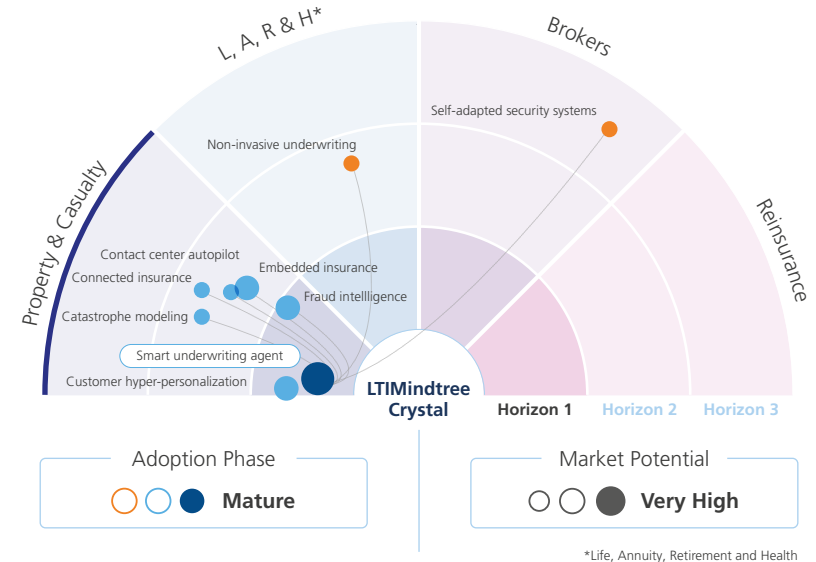 L, A, R & H*
Brokers
Property & Casualty
Reinsurance
Self-adapted security systems
Non-invasive underwriting
Contact center autopilot
Embedded insurance
Connected insurance
Fraud intellligence
Catastrophe modeling
Smart underwriting agent
Customer hyper-personalization
LTIMindtree
Crystal
Horizon 1
Horizon 2
Horizon 3
Adoption Phase
Mature
Market Potential
Very High
*Life, Annuity, Retirement and Health